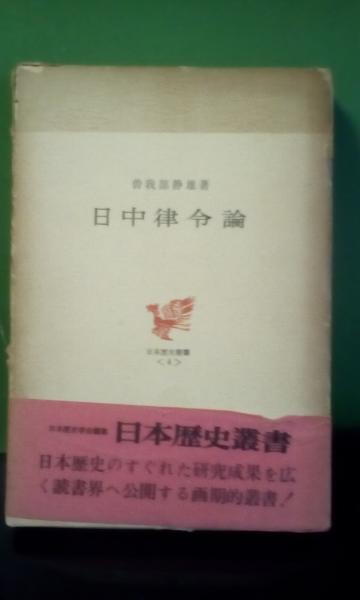 曽我部静雄著
日中律令論
日本歴史叢書
<4>
日本歴史学会編集 日本歴史叢書
日本歴史のすぐれた研究成果を広
く読書界へ公開する画期的叢書!